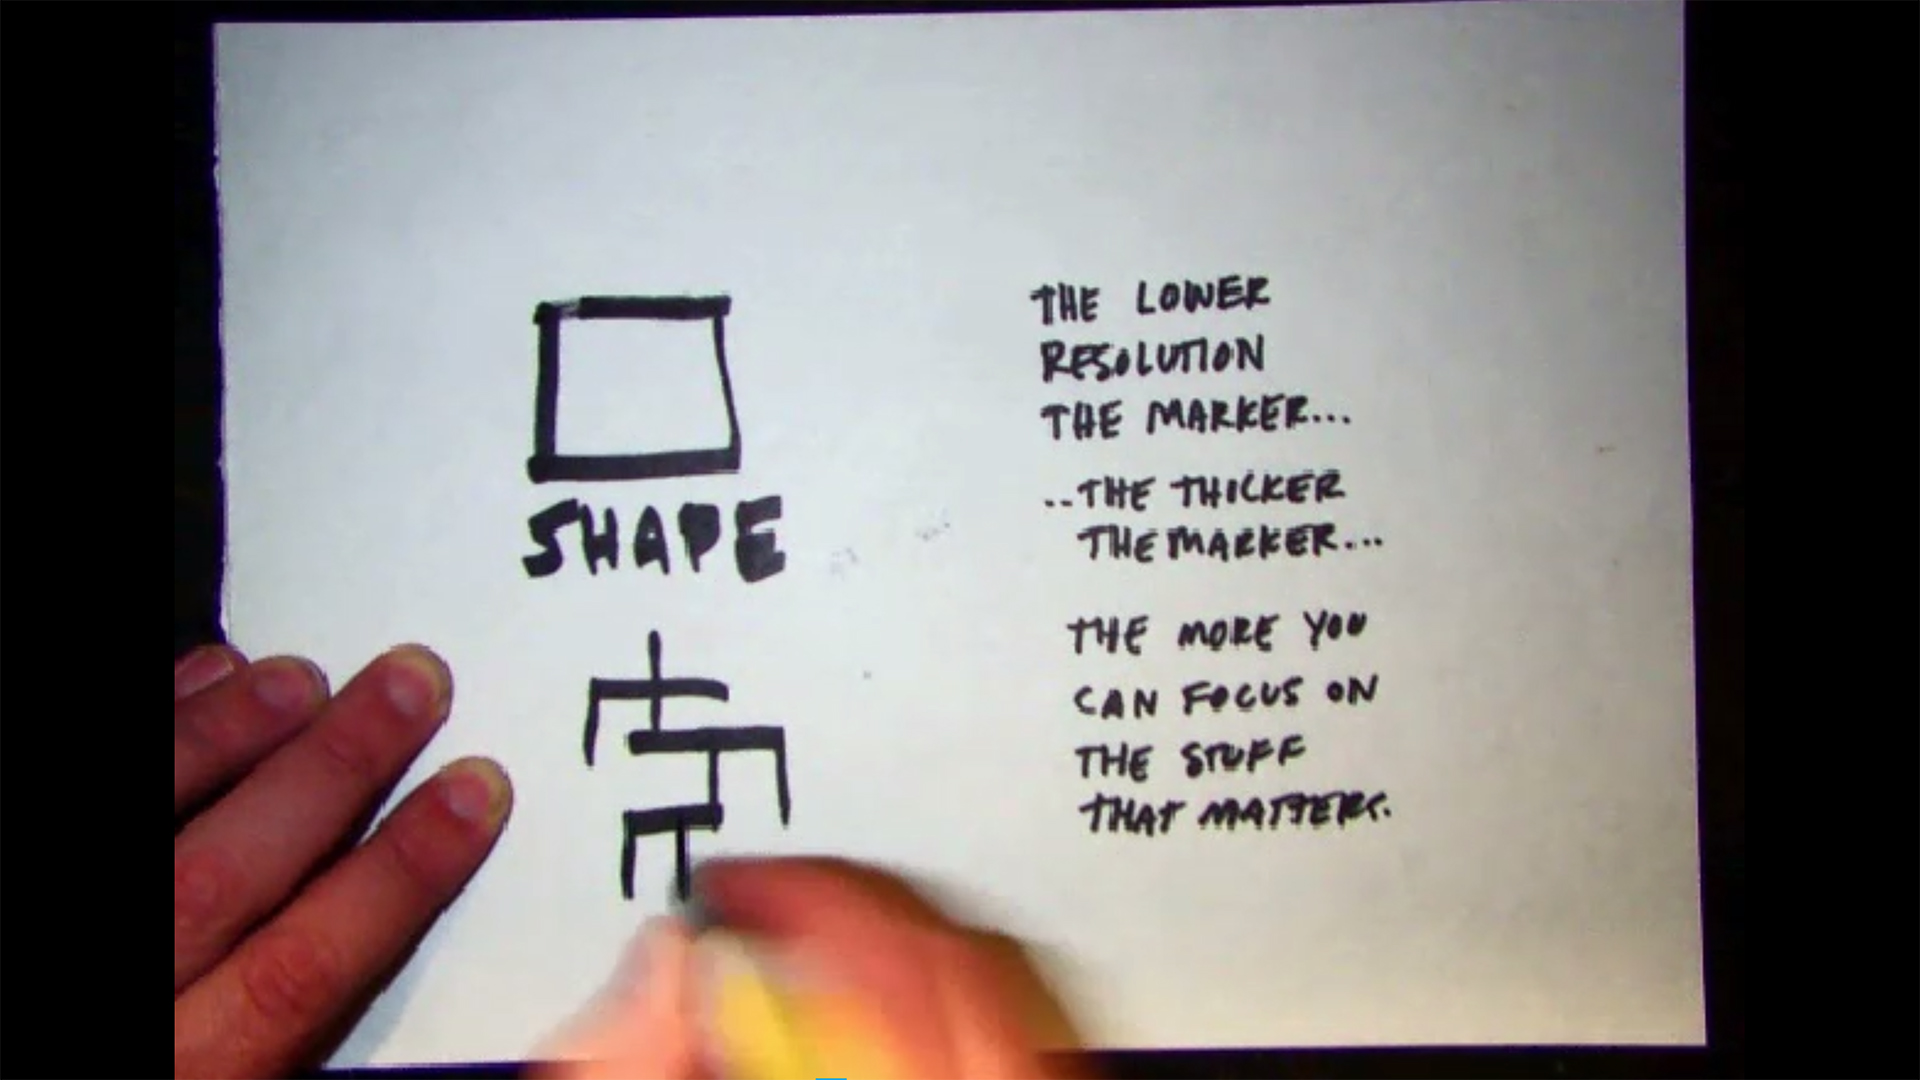 SHAPE
THE LOWER
RESOLUTION
THE MARKER...
..THE THICKER
THE MARKER...
THE MORE YOU
CAN FOCUS ON
THE STUFF
THAT MATTERS.